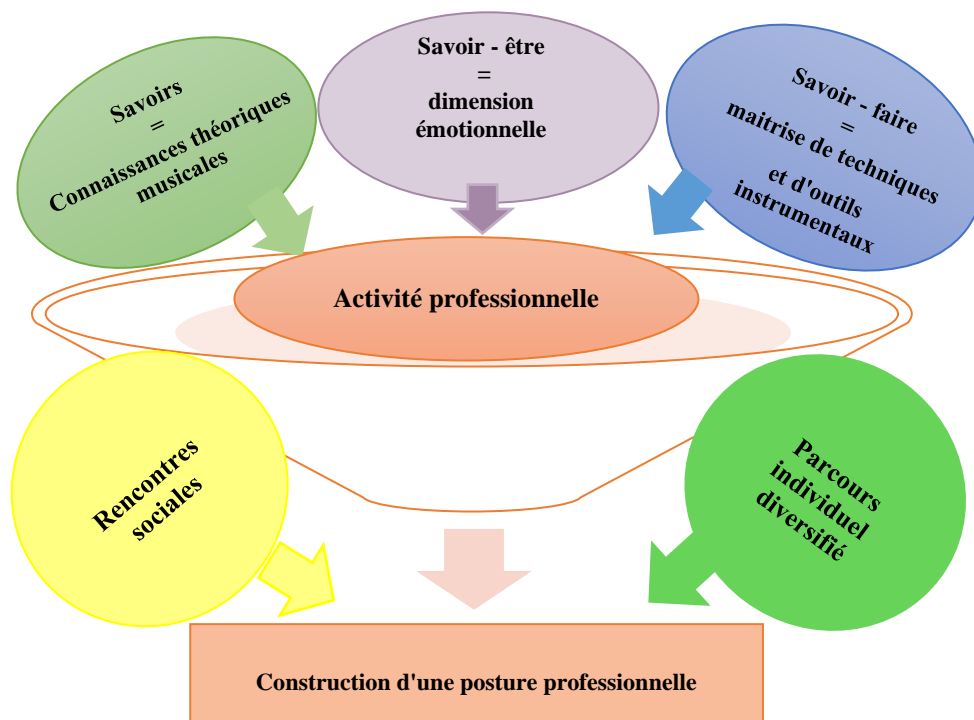 Savoirs
=
Connaissances théoriques
musicales
Savoir - être
=
dimension
émotionnelle
Savoir - faire
=
maitrise de techniques
et d'outils
instrumentaux
Activité professionnelle
Rencontres
sociales
Parcours
individuel
diversifié
Construction d'une posture professionnelle